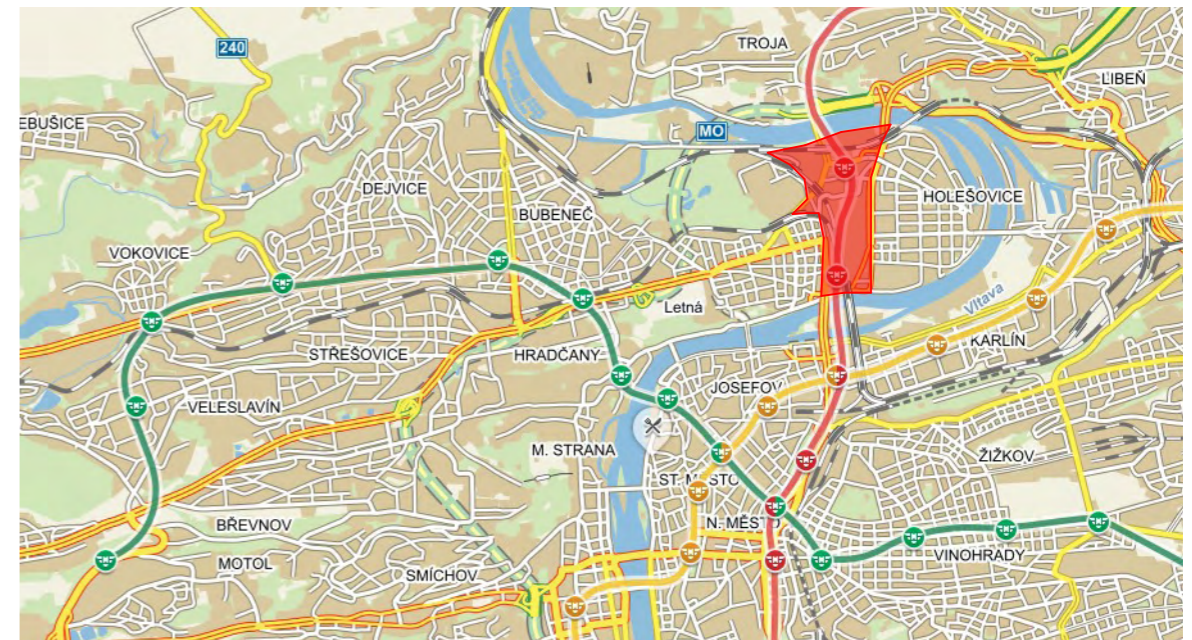 TROJA
240
LIBEŇ
EBUŠICE
MO
DEJVICE
HOLEŠOVICE
BUBENEČ
VOKOVICE
Vltava
Letná
KARLÍN
STŘEŠOVICE
HRADČANY
JOSEFOV
VELESLAVÍN
M. STRANA
ŽIŽKOV
ST. MĚSTO
N. MĚSTO
BŘEVNOV
VINOHRADY
MOTOL
SMÍCHOV